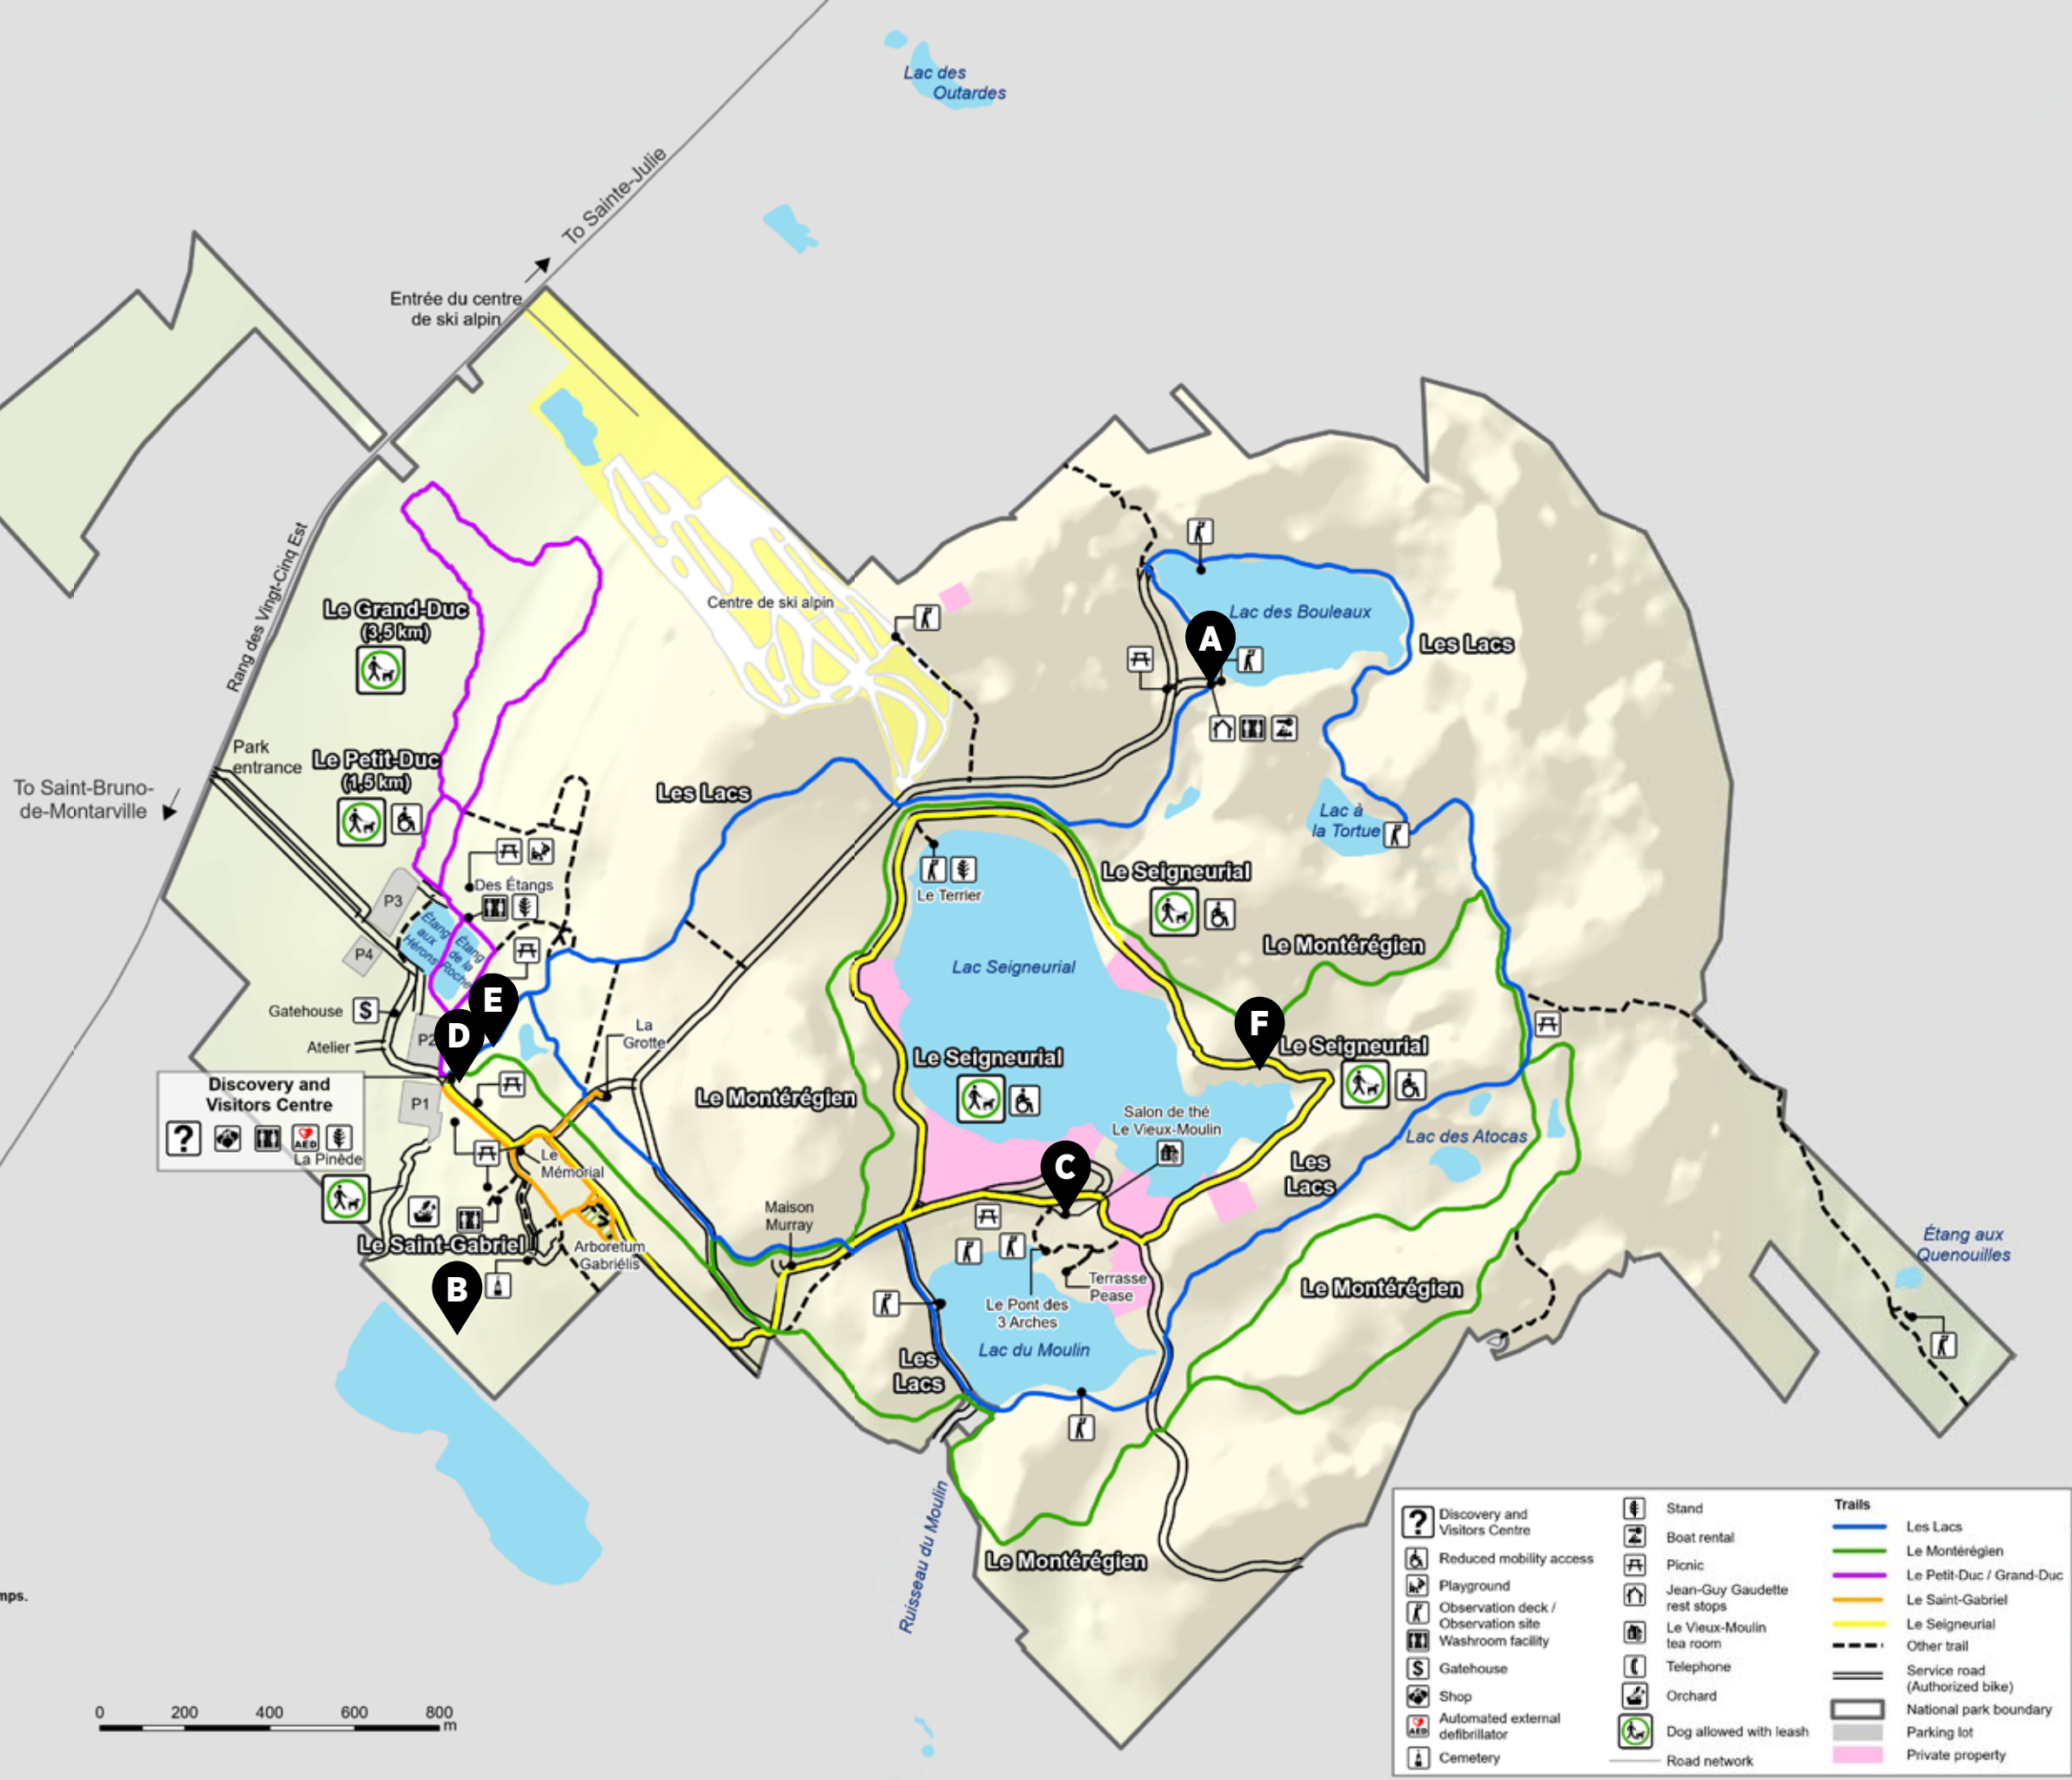 Lac des
Outardes
To Sainte-Julie
Entrée du centre
de ski alpin
Rang des Vingt-Cinq Est
Centre de ski alpin
Le Grand-Duc
(3,5 km)
Lac des Bouleaux
Les Lacs
A
Park
entrance
Le Petit-Duc
(1,5 km)
To Saint-Bruno-
de-Montarville
Les Lacs
Lac à
la Tortue
Le Seigneurial
Le Terrier
P3
Des Étangs
Étang
aux
Hérons
Étang
de la
Roche
P4
Le Montérégien
Lac Seigneurial
Gatehouse
$
E
D
F
P2
Atelier
La
Grotte
Le Seigneurial
Le Seigneurial
Discovery and
Visitors Centre
?
AED
La Pinède
P1
Le Montérégien
Salon de thé
Le Vieux-Moulin
Lac des Atocas
Le
Mémorial
C
Les
Lacs
Maison
Murray
Le Saint-Gabriel
Arboretum
Gabriélis
Étang aux
Quenouilles
B
Terrasse
Pease
Le Pont des
3 Arches
Le Montérégien
Lac du Moulin
Les
Lacs
Ruisseau du Moulin
Le Montérégien
mps.
0 200 400 600 800
m
?
Discovery and
Visitors Centre
Reduced mobility access
Playground
Observation deck /
Observation site
Washroom facility
$
Gatehouse
Shop
AED
Automated external
defibrillator
Cemetery
Stand
Boat rental
Picnic
Jean-Guy Gaudette
rest stops
Le Vieux-Moulin
tea room
Telephone
Orchard
Dog allowed with leash
Road network
Trails
Les Lacs
Le Montérégien
Le Petit-Duc / Grand-Duc
Le Saint-Gabriel
Le Seigneurial
Other trail
Service road
(Authorized bike)
National park boundary
Parking lot
Private property